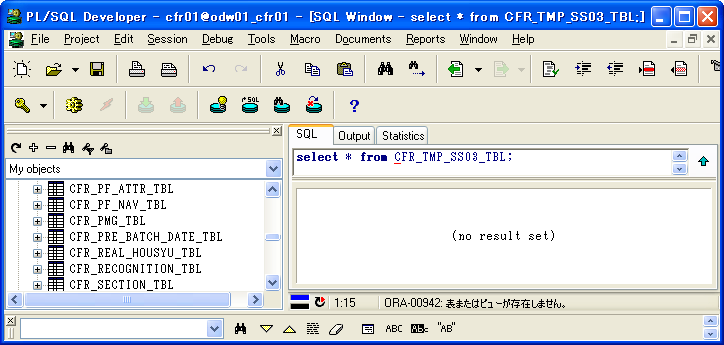 PL/SQL Developer - cfr01@odw01_cfr01 - [SQL Window - select * from CFR_TMP_SS03_TBL;]
File Project Edit Session Debug Tools Macro Documents Reports Window Help
SQL
?
SQL Output Statistics
select * from CFR_TMP_SS03_TBL;
My objects
CFR_PF_ATTR_TBL
CFR_PF_NAV_TBL
CFR_PMG_TBL
CFR_PRE_BATCH_DATE_TBL
CFR_REAL_HOUSYU_TBL
CFR_RECOGNITION_TBL
CFR_SECTION_TBL
(no result set)
1:15 ORA-00942: 表またはビューが存在しません。
ABC ABc "AB"